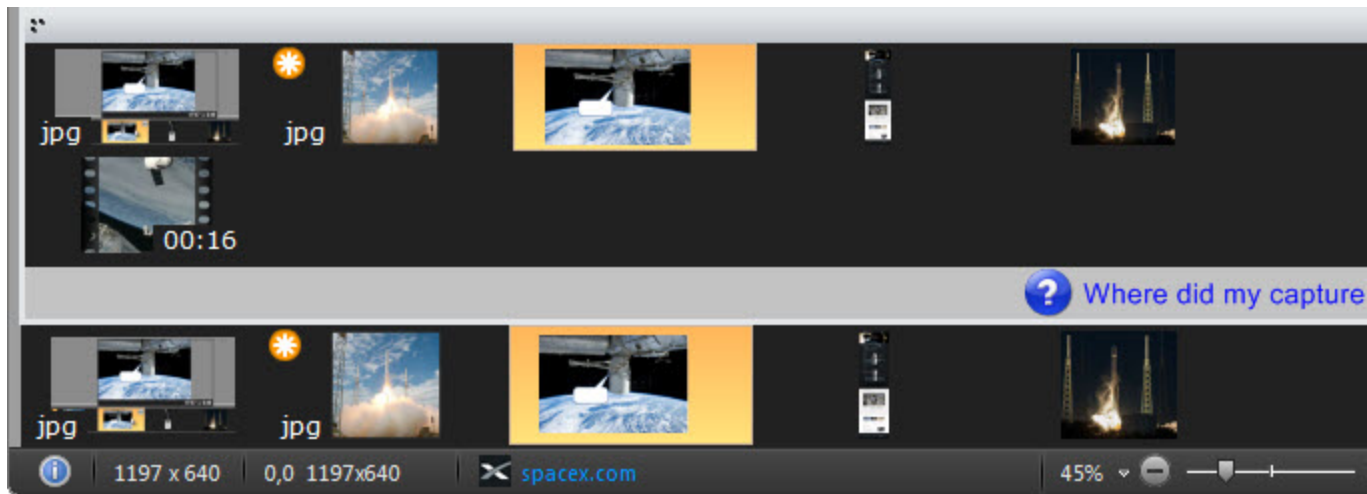 jpg
jpg
00:16
Where did my capture
jpg
jpg
1197 x 640
0,0 1197x640
spacex.com
45%